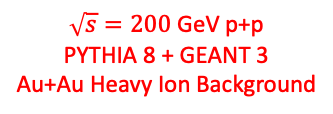 √s = 200 GeV p+p
PYTHIA 8 + GEANT 3
Au+Au Heavy Ion Background